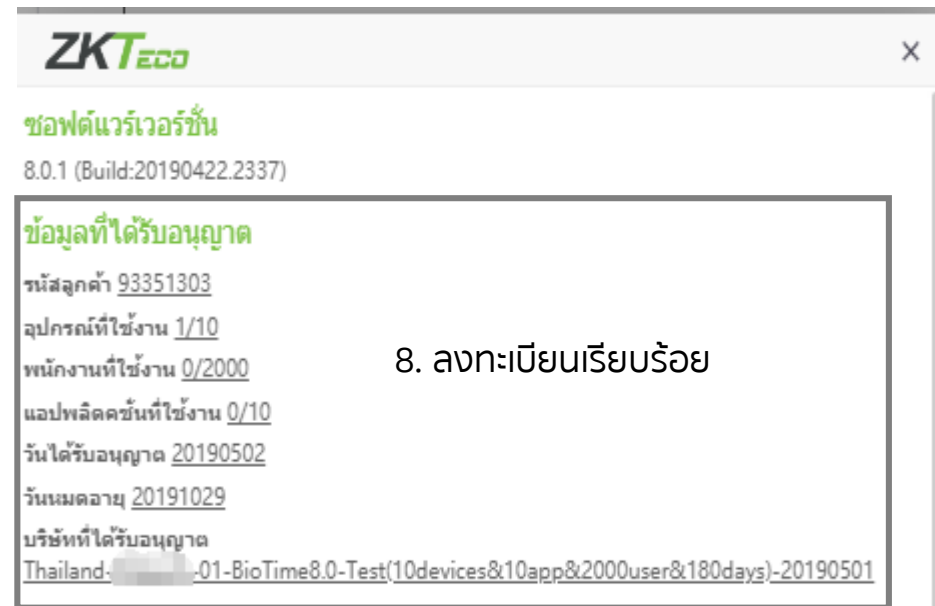 ZKTeco
ซอฟต์แวร์เวอร์ชั่น
8.0.1 (Build:20190422.2337)
ข้อมูลที่ได้รับอนุญาต
รหัสลูกค้า 93351303
อุปกรณ์ที่ใช้งาน 1/10
พนักงานที่ใช้งาน 0/2000
8. ลงทะเบียนเรียบร้อย
แอปพลิตคชั่นที่ใช้งาน 0/10
วันได้รับอนุญาต 20190502
วันหมดอายุ 20191029
บริษัทที่ได้รับอนุญาต
Thailand- -01-BioTime8.0-Test(10devices&10app&2000user&180days)-20190501